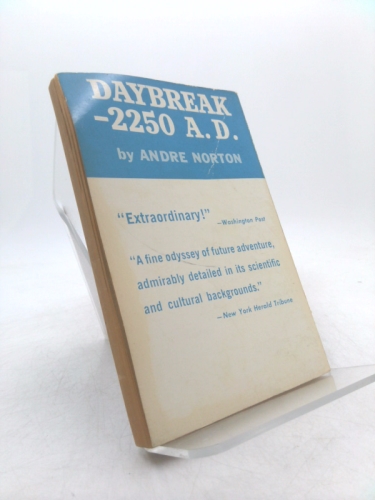 DAYBREAK
-2250 A.D.
by ANDRE NORTON
"Extraordinary!" -Washington Post
"A fine odyssey of future adventure,
admirably detailed in its scientific
and cultural backgrounds."
-New York Herald Tribune